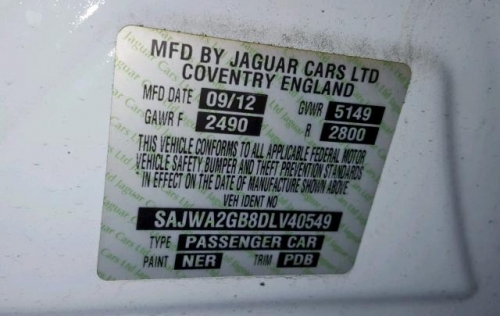 MFD BY JAGUAR CARS LTD
COVENTRY ENGLAND
MFD DATE 09/12 GVWR 5149
GAWR F 2490 R 2800
THIS VEHICLE CONFORMS TO ALL APPLICABLE FEDERAL MOTOR
VEHICLE SAFETY BUMPER AND THEFT PREVENTION STANDARDS
IN EFFECT ON THE DATE OF MANUFACTURE SHOWN ABOVE
VEH IDENT NO
SAJWA2GB8DLV40549
TYPE PASSENGER CAR
PAINT NER TRIM PDB